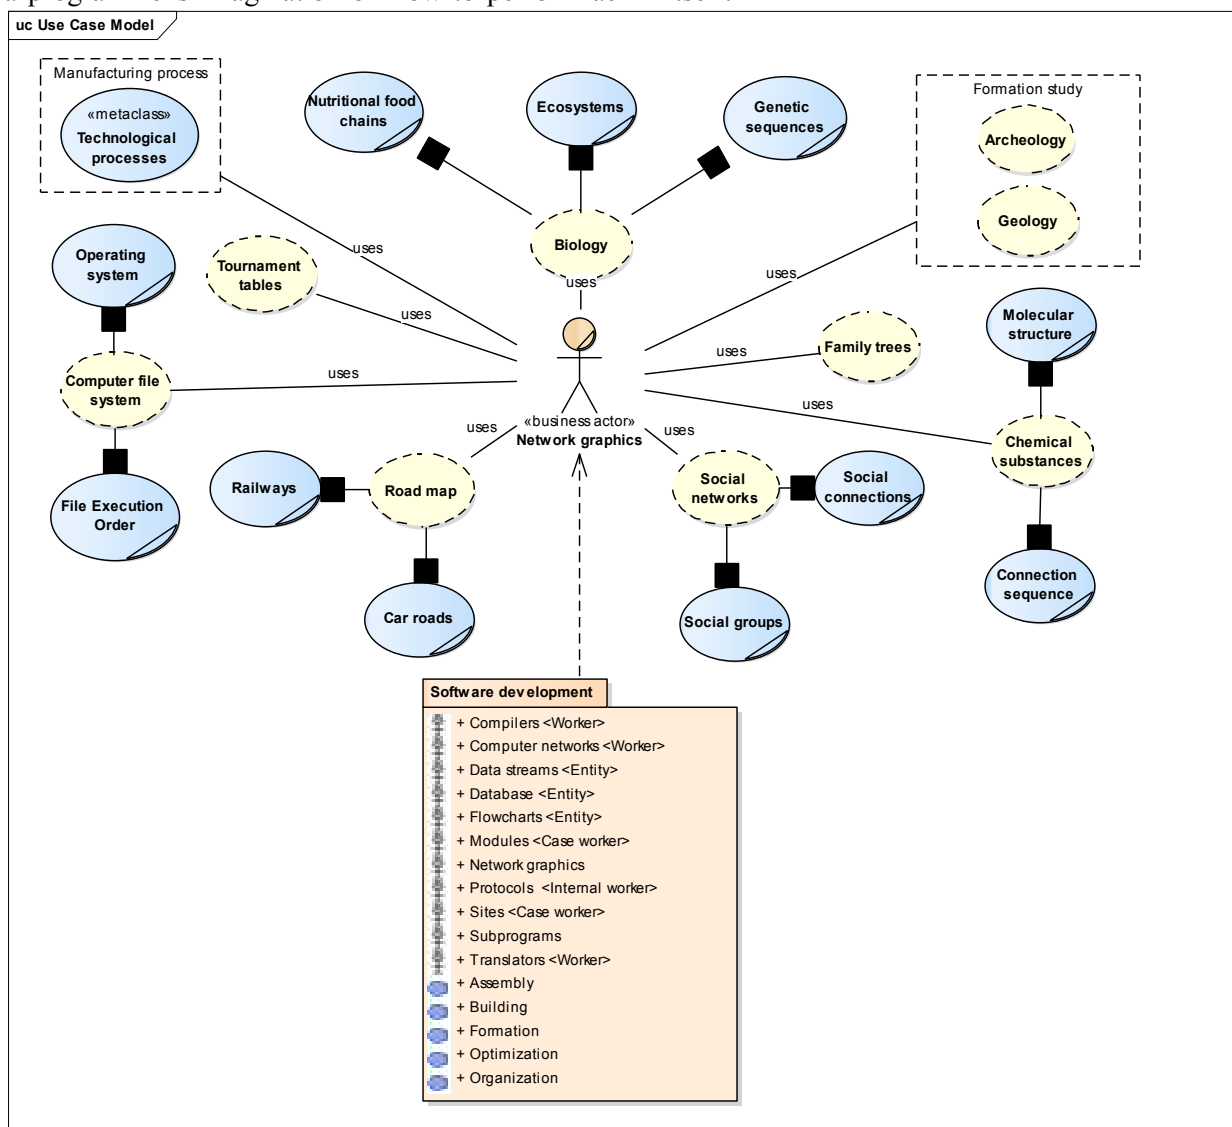 uc Use Case Model
Manufacturing process
«metaclass»
Technological
processes
Nutritional food
chains
Ecosystems
Genetic
sequences
Formation study
Archeology
Geology
Biology
uses
uses
uses
Operating
system
Tournament
tables
uses
Molecular
structure
Family trees
uses
Computer file
system
uses
uses
«business actor»
Network graphics
uses
uses
Chemical
substances
Railways
Road map
Social
networks
Social
connections
File Execution
Order
Connection
sequence
Car roads
Social groups
Software development
+ Compilers <Worker>
+ Computer networks <Worker>
+ Data streams <Entity>
+ Database <Entity>
+ Flowcharts <Entity>
+ Modules <Case worker>
+ Network graphics
+ Protocols <Internal worker>
+ Sites <Case worker>
+ Subprograms
+ Translators <Worker>
+ Assembly
+ Building
+ Formation
+ Optimization
+ Organization